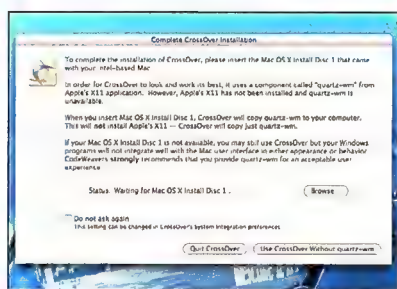 Complete CrossOver Installation
To complete the installation of CrossOver, please insert the Mac OS X Install Disc 1 that came
with your Intel-based Mac
In order for CrossOver to look and work its best, it uses a component called "quartz-wm" from
Apple's X11 application. However, Apple's X11 has not been installed and quartz-wm is
unavailable.
When you insert Mac OS X Install Disc 1, CrossOver will copy quartz-wm to your computer.
This will not install Apple's X11 — CrossOver will copy just quartz-wm.
If your Mac OS X Install Disc 1 is not available, you may still use CrossOver but your Windows
programs will not integrate well with the Mac user interface in either appearance or behavior
CodeWeavers strongly recommends that you provide quartz-wm for an acceptable user
experience
Status: Waiting for Mac OS X Install Disc 1 .
Browse
Do not ask again
This setting can be changed in CrossOver's System Integration preferences
Quit CrossOver
Use CrossOver Without quartz-wm